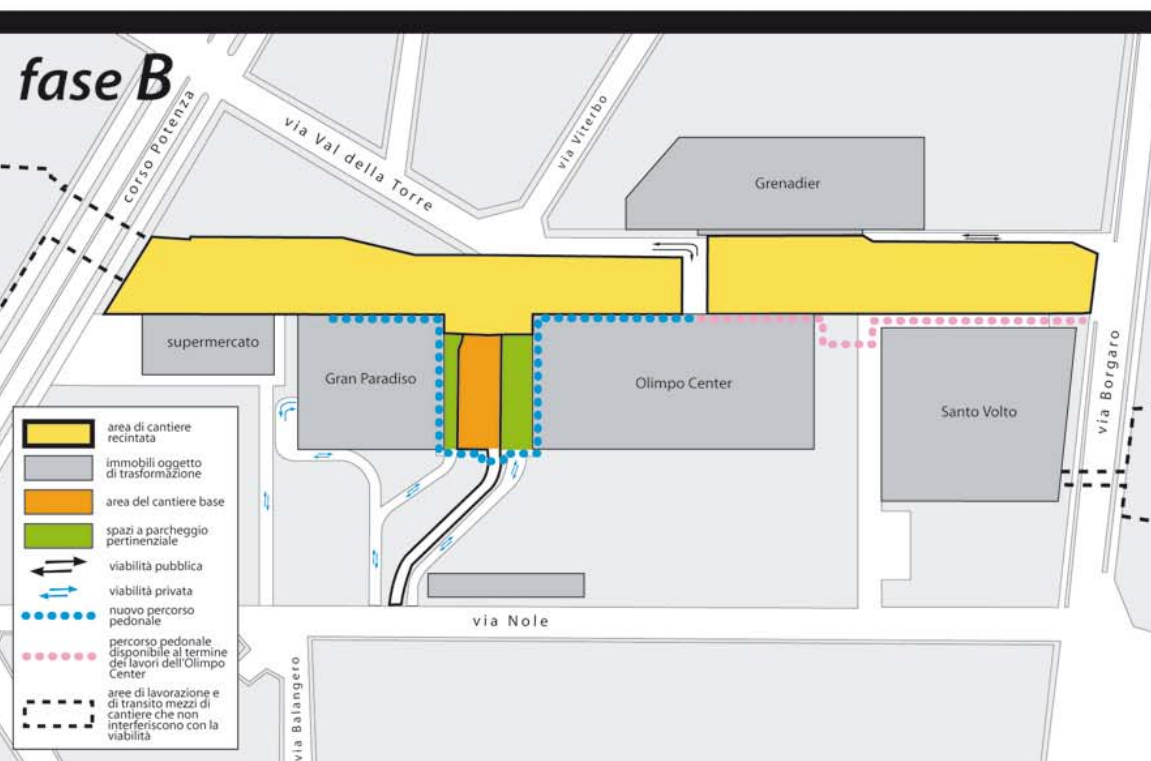 fase B
corso Potenza
via Val della Torre
via Viterbo
Grenadier
supermercato
Gran Paradiso
Olimpo Center
Santo Volto
via Borgaro
area di cantiere
recintata
immobili oggetto
di trasformazione
area del cantiere base
spazi a parcheggio
pertinenziale
viabilità pubblica
viabilità privata
nuovo percorso
pedonale
percorso pedonale
disponibile al termine
dei lavori dell'Olimpo
Center
aree di lavorazione e
di transito mezzi di
cantiere che non
interferiscono con la
viabilità
via Nole
via Balangero